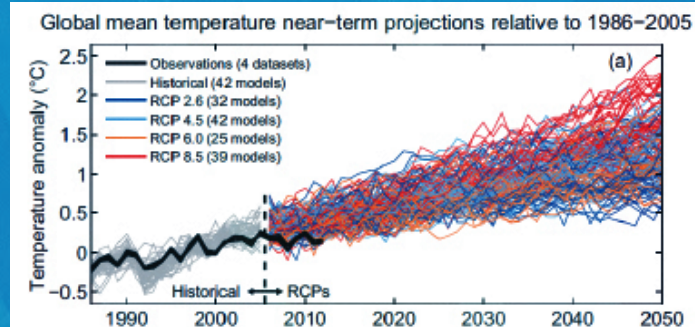 Global mean temperature near-term projections relative to 1986-2005
2.5
2
1.5
1
0.5
0
-0.5
Temperature anomaly (°C)
Observations (4 datasets)
Historical (42 models)
RCP 2.6 (32 models)
RCP 4.5 (42 models)
RCP 6.0 (25 models)
RCP 8.5 (39 models)
(a)
Historical
RCPs
1990 2000 2010 2020 2030 2040 2050